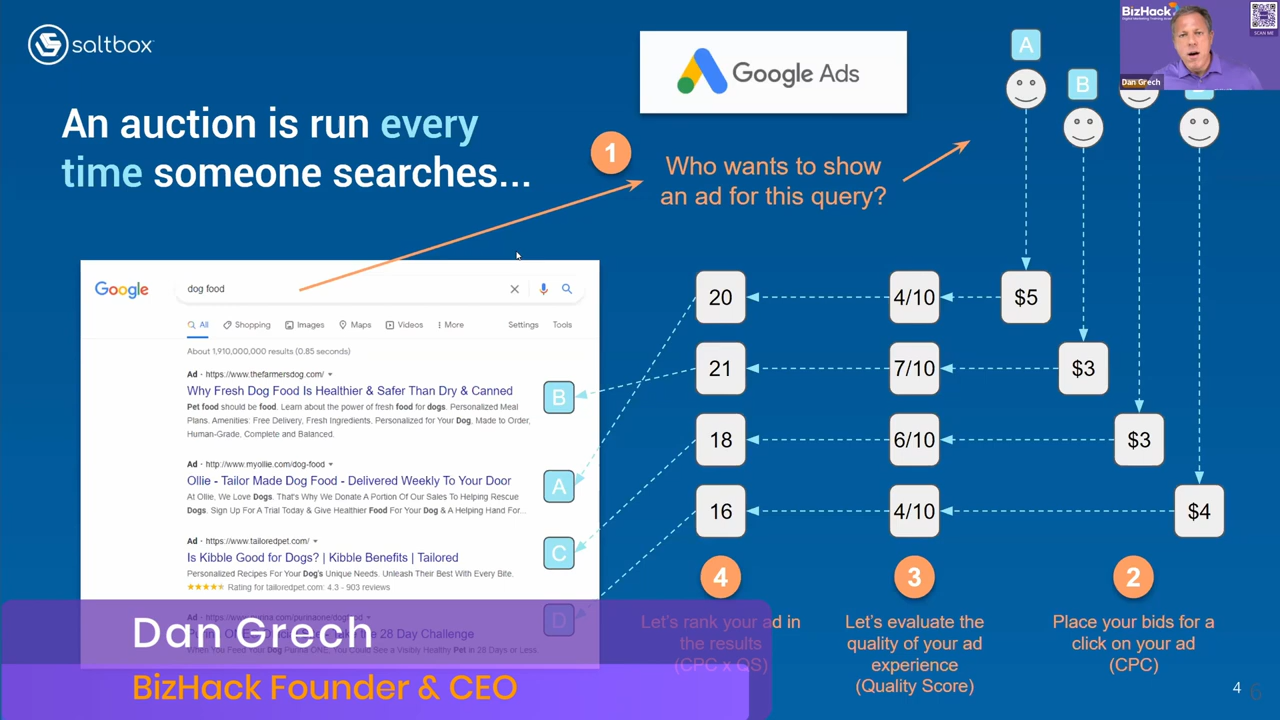 saltbox
An auction is run every
time someone searches...
Google Ads
1
Who wants to show
an ad for this query?
A
B
BizHack
SCAN ME
Dan Grech
Google
dog food
All Shopping Images Maps Videos More Settings Tools
About 1,910,000,000 results (0.85 seconds)
Ad · https://www.thefarmersdog.com/
Why Fresh Dog Food Is Healthier & Safer Than Dry & Canned
Pet food should be food. Learn about the power of fresh food for dogs. Personalized Meal
Plans. Amenities: Free Delivery, Fresh Ingredients, Personalized for Your Dog, Made to Order,
Human-Grade, Complete and Balanced.
B
Ad · http://www.myollie.com/dog-food
Ollie - Tailor Made Dog Food - Delivered Weekly To Your Door
At Ollie, We Love Dogs. That's Why We Donate A Portion Of Our Sales To Helping Rescue
Dogs. Sign Up For A Trial Today & Give Healthier Food For Your Dog & A Helping Hand For...
A
Ad · https://www.tailoredpet.com/
Is Kibble Good for Dogs? | Kibble Benefits | Tailored
Personalized Recipes For Your Dog's Unique Needs. Unleash Their Best With Every Bite.
Rating for tailoredpet.com: 4.3 - 903 reviews
C
D
20 4/10 $5
21 7/10 $3
18 6/10 $3
16 4/10 $4
4
Let's rank your ad in
the results
(CPC x QS)
3
Let's evaluate the
quality of your ad
experience
(Quality Score)
2
Place your bids for a
click on your ad
(CPC)
Dan Grech
BizHack Founder & CEO
4 6